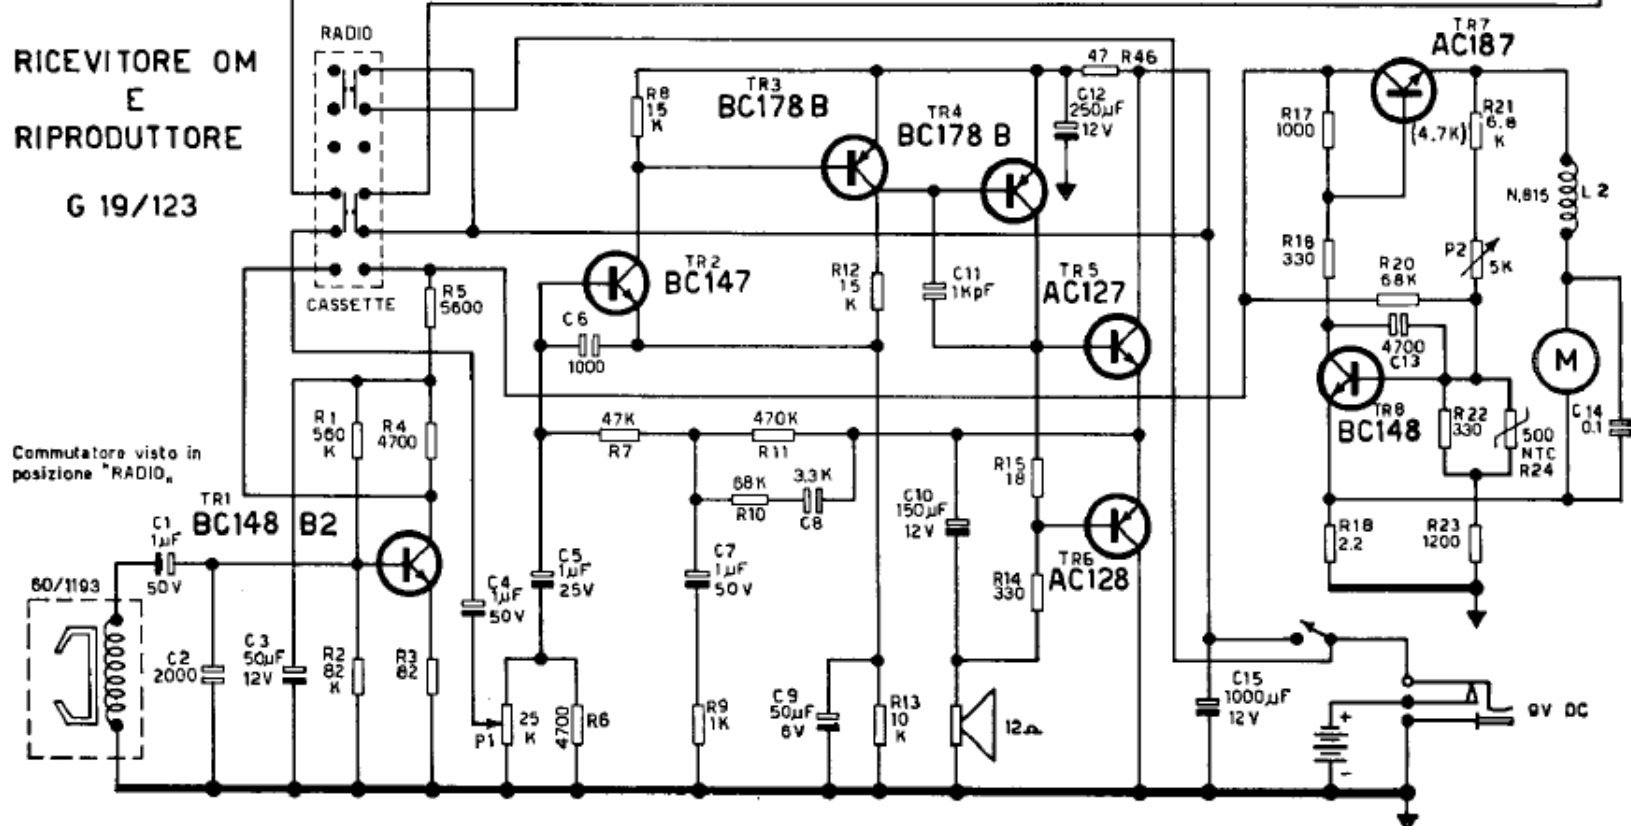 RICEVITORE OM
E
RIPRODUTTORE
G 19/123
RADIO
CASSETTE
Commutatore visto in
posizione "RADIO„
60/1193
C1
1µF
50V
TR1
BC148 B2
C2
2000
C3
50µF
12V
R1
560
K
R2
82
K
R3
82
R4
4700
R5
5600
C4
1µF
50V
P1
25
K
4700
R6
C5
1µF
25V
C6
1000
TR2
BC147
R8
15
K
47K
R7
470K
R11
68K
R10
3.3K
C8
C7
1µF
50V
R9
1K
TR3
BC178 B
TR4
BC178 B
R12
15
K
C11
1KpF
C12
250µF
12V
47 R46
TR5
AC127
TR6
AC128
R15
18
R14
330
C10
150µF
12V
C9
50µF
6V
R13
10
K
12Ω
C15
1000µF
12V
+
-
9V DC
TR7
AC187
R17
1000
(4.7K)
R21
6.8
K
R16
330
P2
5K
R20
68K
4700
C13
TR8
BC148
R22
330
500
NTC
R24
R18
2.2
R23
1200
N.815
L2
M
C14
0.1